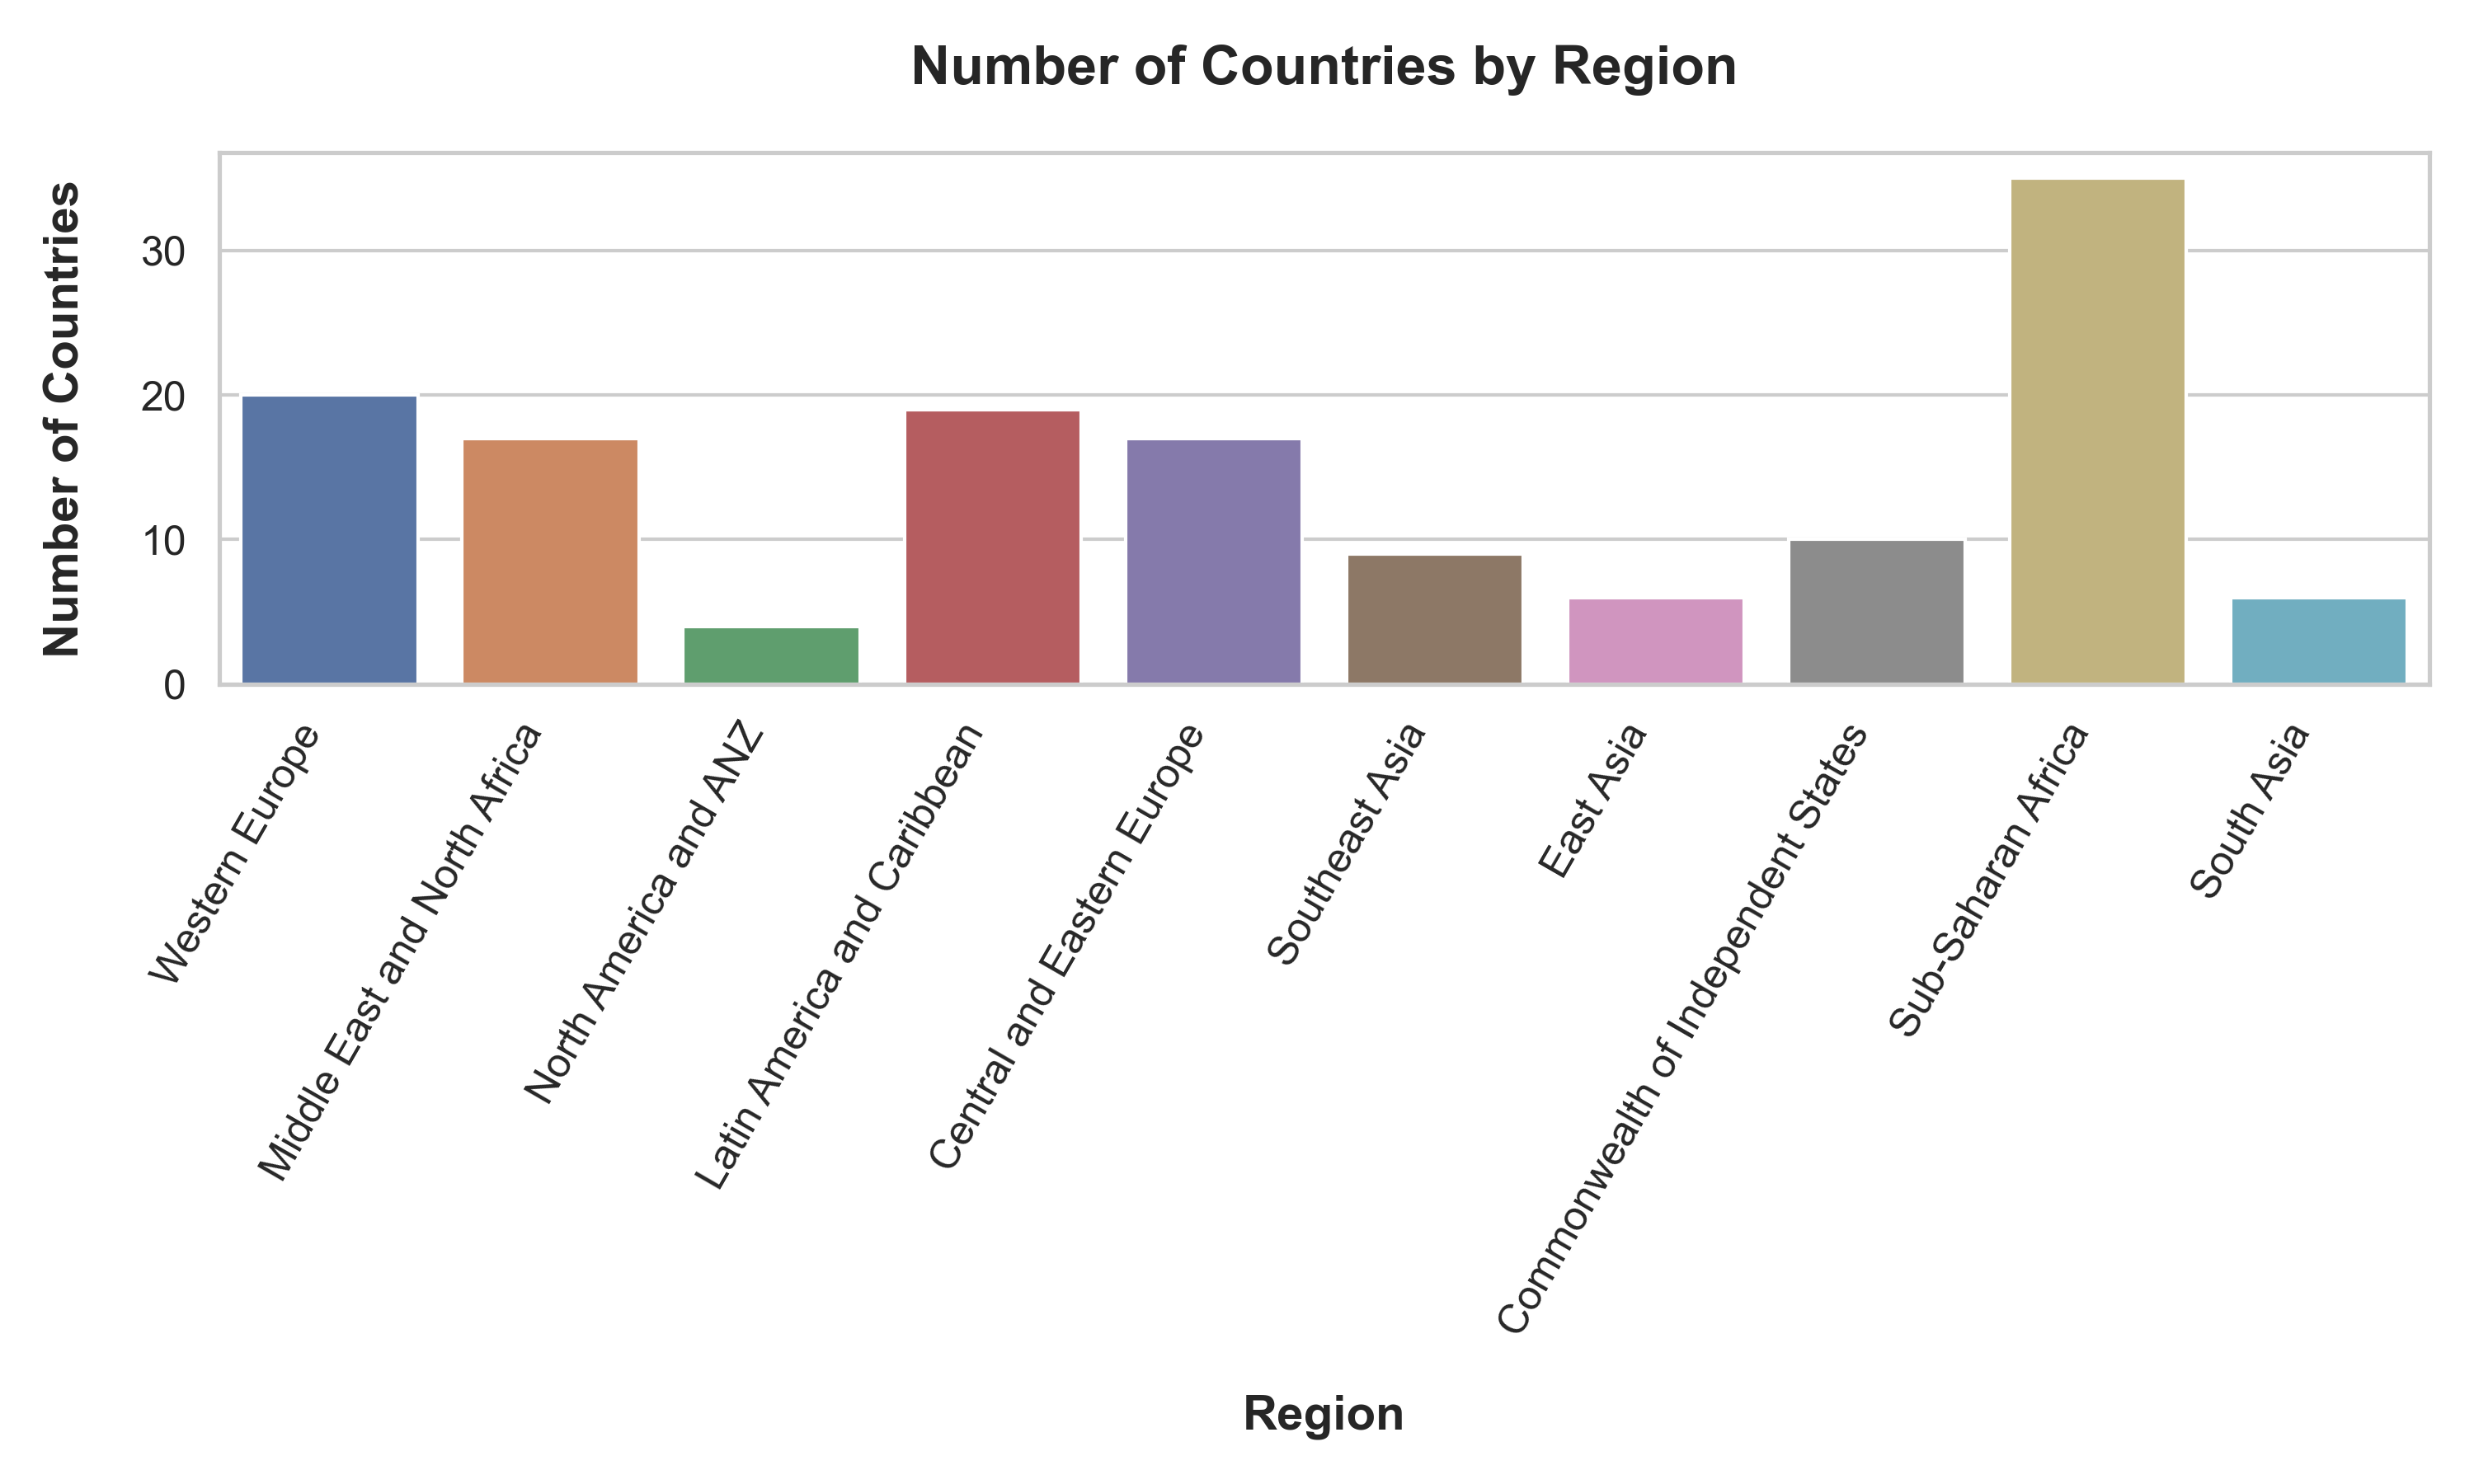 Number of Countries by Region
Number of Countries
30
20
10
0
Western Europe
Middle East and North Africa
North America and ANZ
Latin America and Caribbean
Central and Eastern Europe
Southeast Asia
East Asia
Commonwealth of Independent States
Sub-Saharan Africa
South Asia
Region